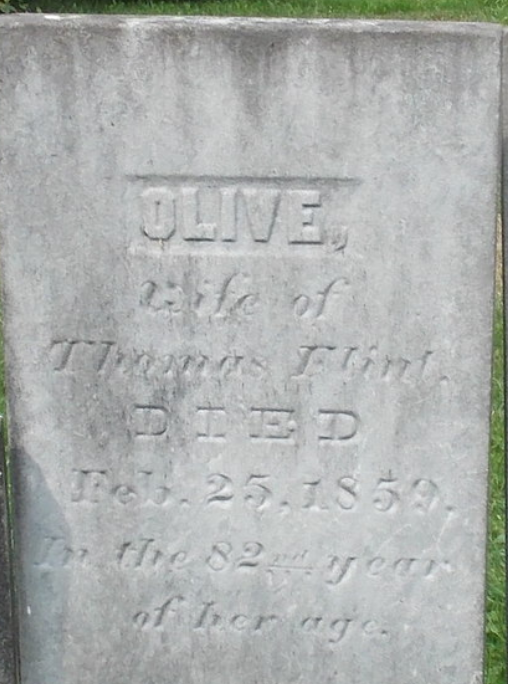 OLIVE,
Wife of
Thomas Flint,
DIED
Feb. 25, 1859,
In the 82nd year
of her age.